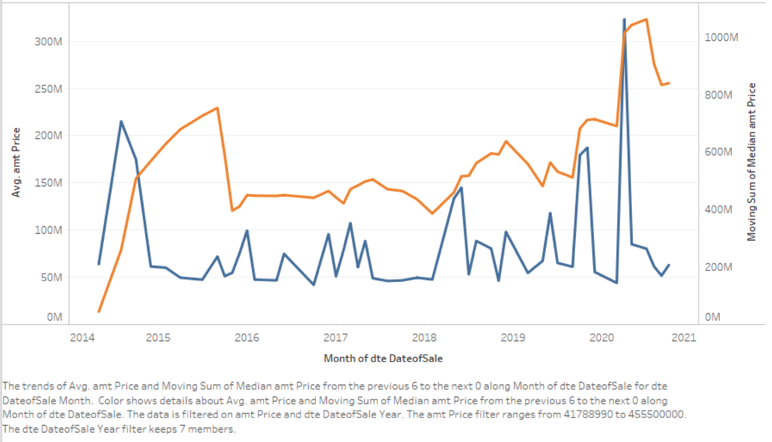 300M
250M
200M
150M
100M
50M
0M
Avg. amt Price
1000M
800M
600M
400M
200M
0M
Moving Sum of Median amt Price
2014 2015 2016 2017 2018 2019 2020 2021
Month of dte DateofSale
The trends of Avg. amt Price and Moving Sum of Median amt Price from the previous 6 to the next 0 along Month of dte DateofSale for dte
DateofSale Month. Color shows details about Avg. amt Price and Moving Sum of Median amt Price from the previous 6 to the next 0 along
Month of dte DateofSale. The data is filtered on amt Price and dte DateofSale Year. The amt Price filter ranges from 41788990 to 455500000.
The dte DateofSale Year filter keeps 7 members.